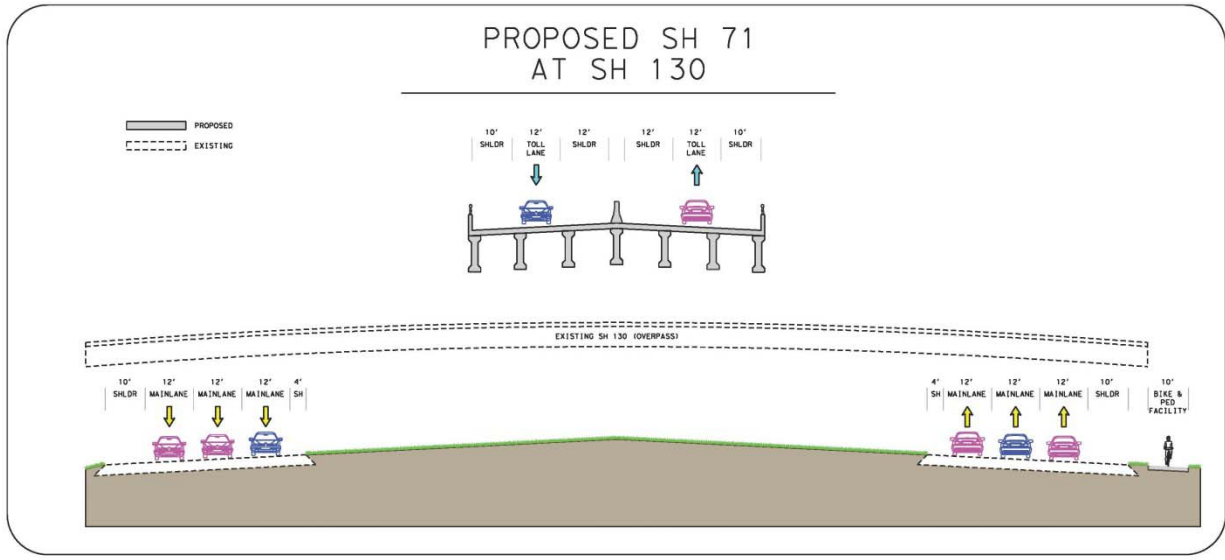 PROPOSED SH 71
AT SH 130
PROPOSED
EXISTING
10' 12' 12' 12' 12' 10'
SHLDR TOLL SHLDR SHLDR TOLL SHLDR
LANE LANE
EXISTING SH 130 (OVERPASS)
10' 12' 12' 12' 4' 4' 12' 12' 12' 10' 10'
SHLDR MAINLANE MAINLANE MAINLANE SH SH MAINLANE MAINLANE MAINLANE SHLDR BIKE &
PED
FACILITY